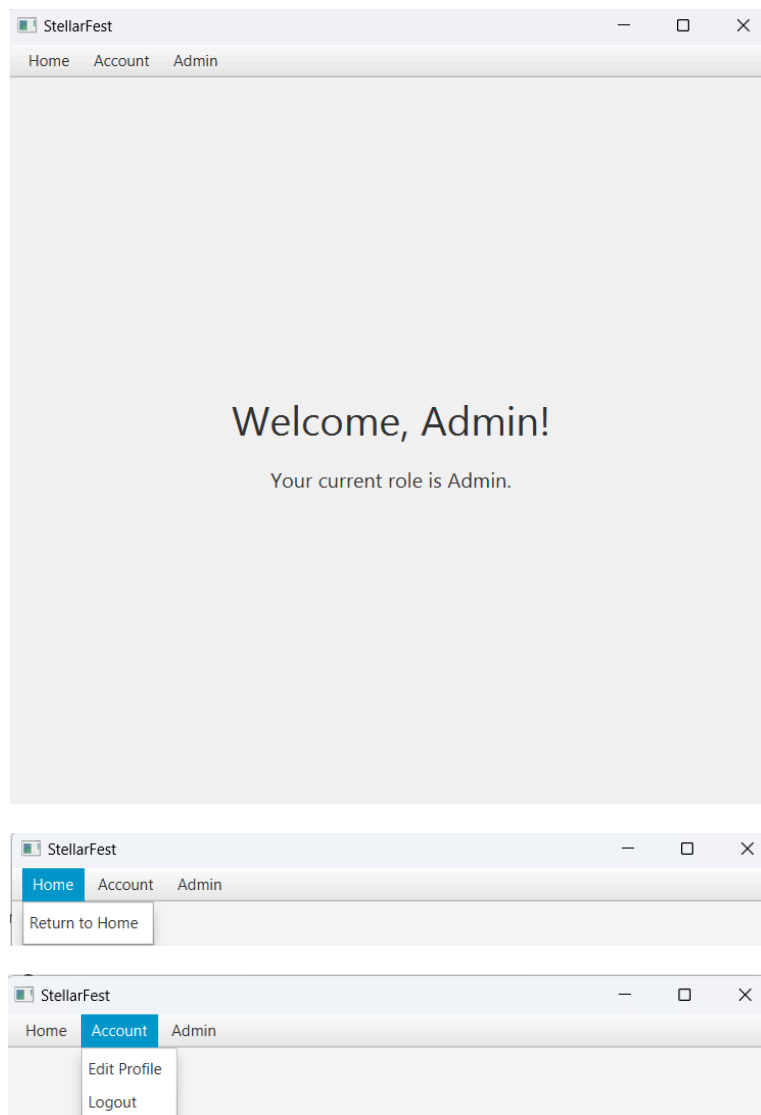 StellarFest
Home Account Admin
Welcome, Admin!
Your current role is Admin.
StellarFest
Home Account Admin
Return to Home
StellarFest
Home Account Admin
Edit Profile
Logout